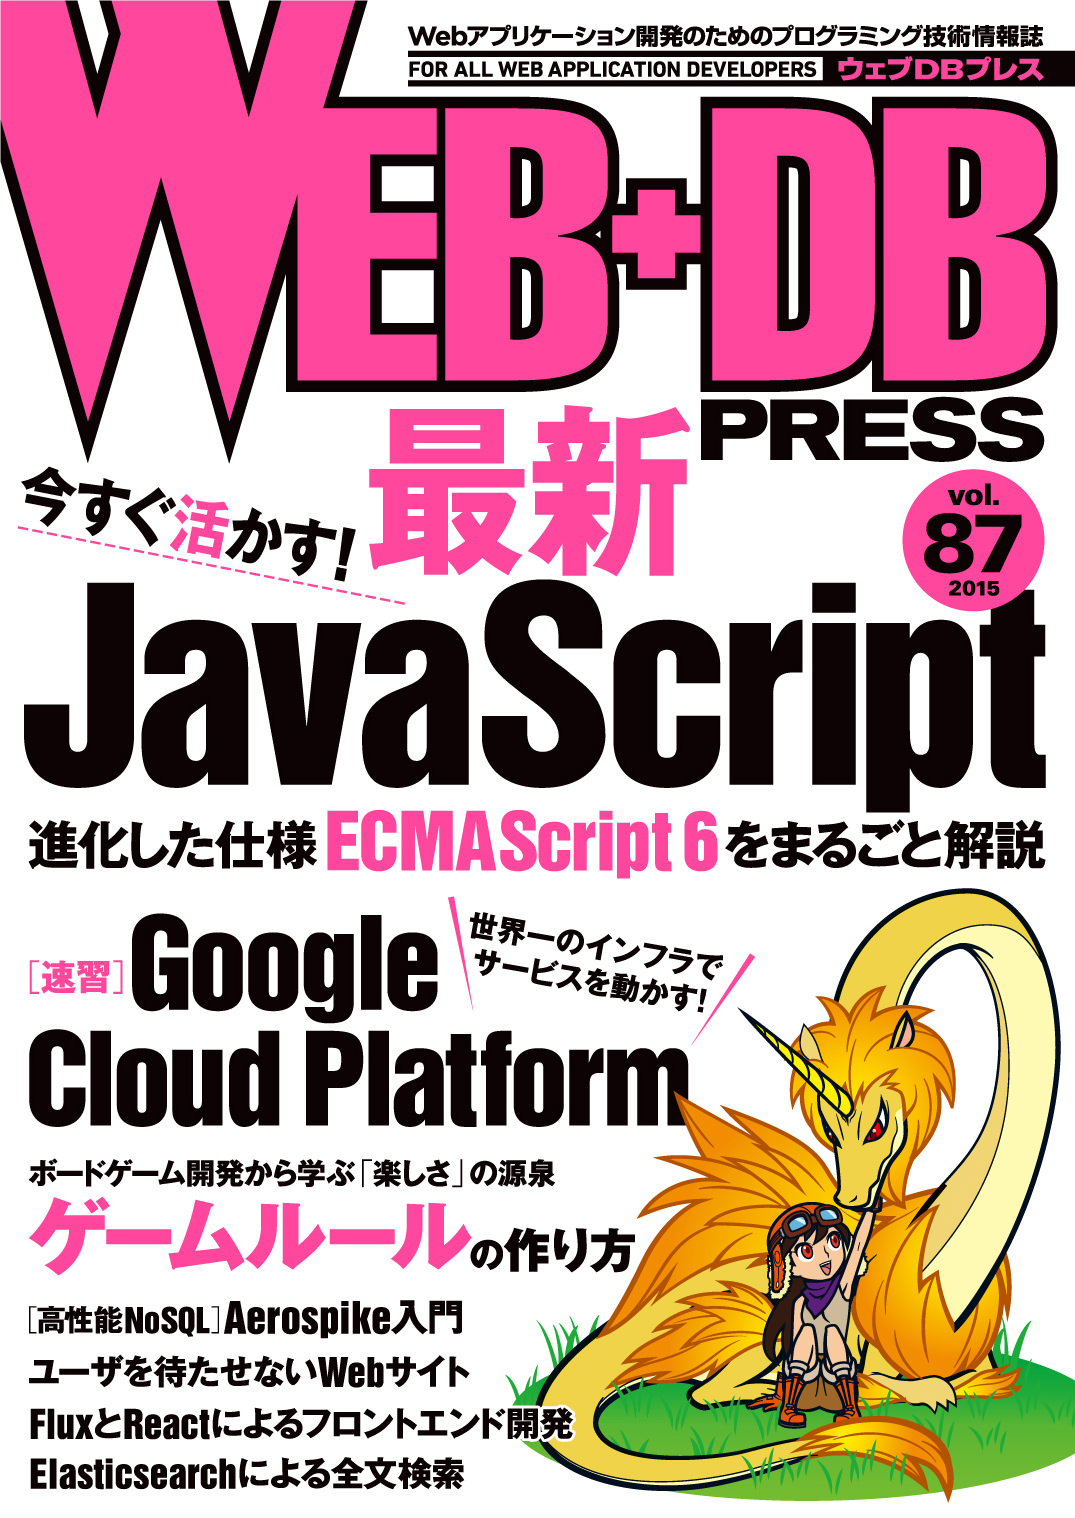 Webアプリケーション開発のためのプログラミング技術情報誌
FOR ALL WEB APPLICATION DEVELOPERS ウェブDBプレス
WEB+DB
PRESS
vol.
87
2015
今すぐ活かす!
最新
JavaScript
進化した仕様ECMAScript 6をまるごと解説
[速習]Google
Cloud Platform
世界一のインフラで
サービスを動かす!
ボードゲーム開発から学ぶ「楽しさ」の源泉
ゲームルールの作り方
[高性能NoSQL]Aerospike入門
ユーザを待たせないWebサイト
FluxとReactによるフロントエンド開発
Elasticsearchによる全文検索